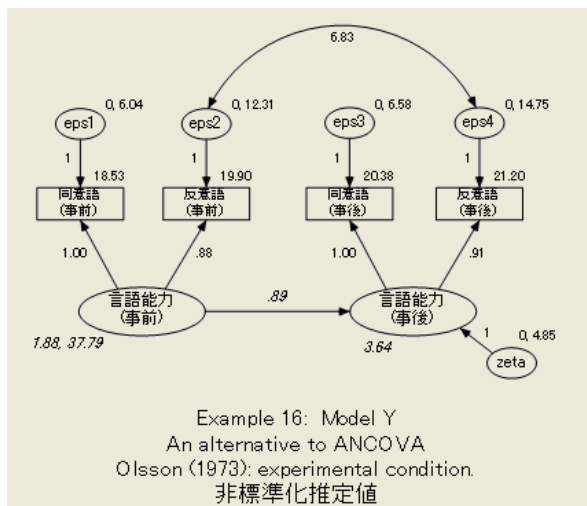 6.83
0, 6.04
0, 12.31
0, 6.58
0, 14.75
eps1
eps2
eps3
eps4
1
1
1
1
18.53
19.90
20.38
21.20
同意語
(事前)
反意語
(事前)
同意語
(事後)
反意語
(事後)
1.00
.88
1.00
.91
言語能力
(事前)
.89
言語能力
(事後)
1.88, 37.79
3.64
1
0, 4.85
zeta
Example 16: Model Y
An alternative to ANCOVA
Olsson (1973): experimental condition.
非標準化推定値